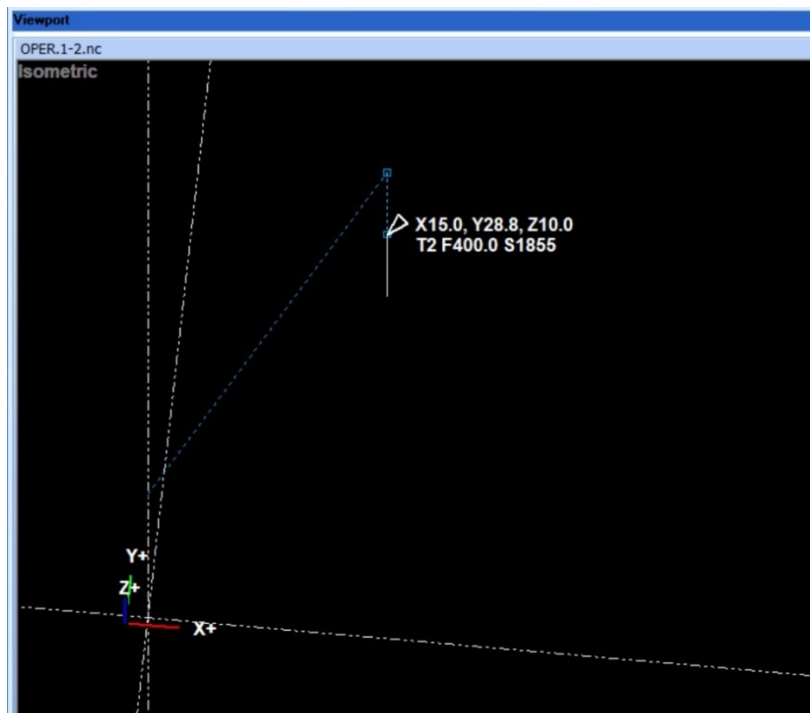 Viewport
OPER.1-2.nc
Isometric
X15.0, Y28.8, Z10.0
T2 F400.0 S1855
Y+
Z+
X+